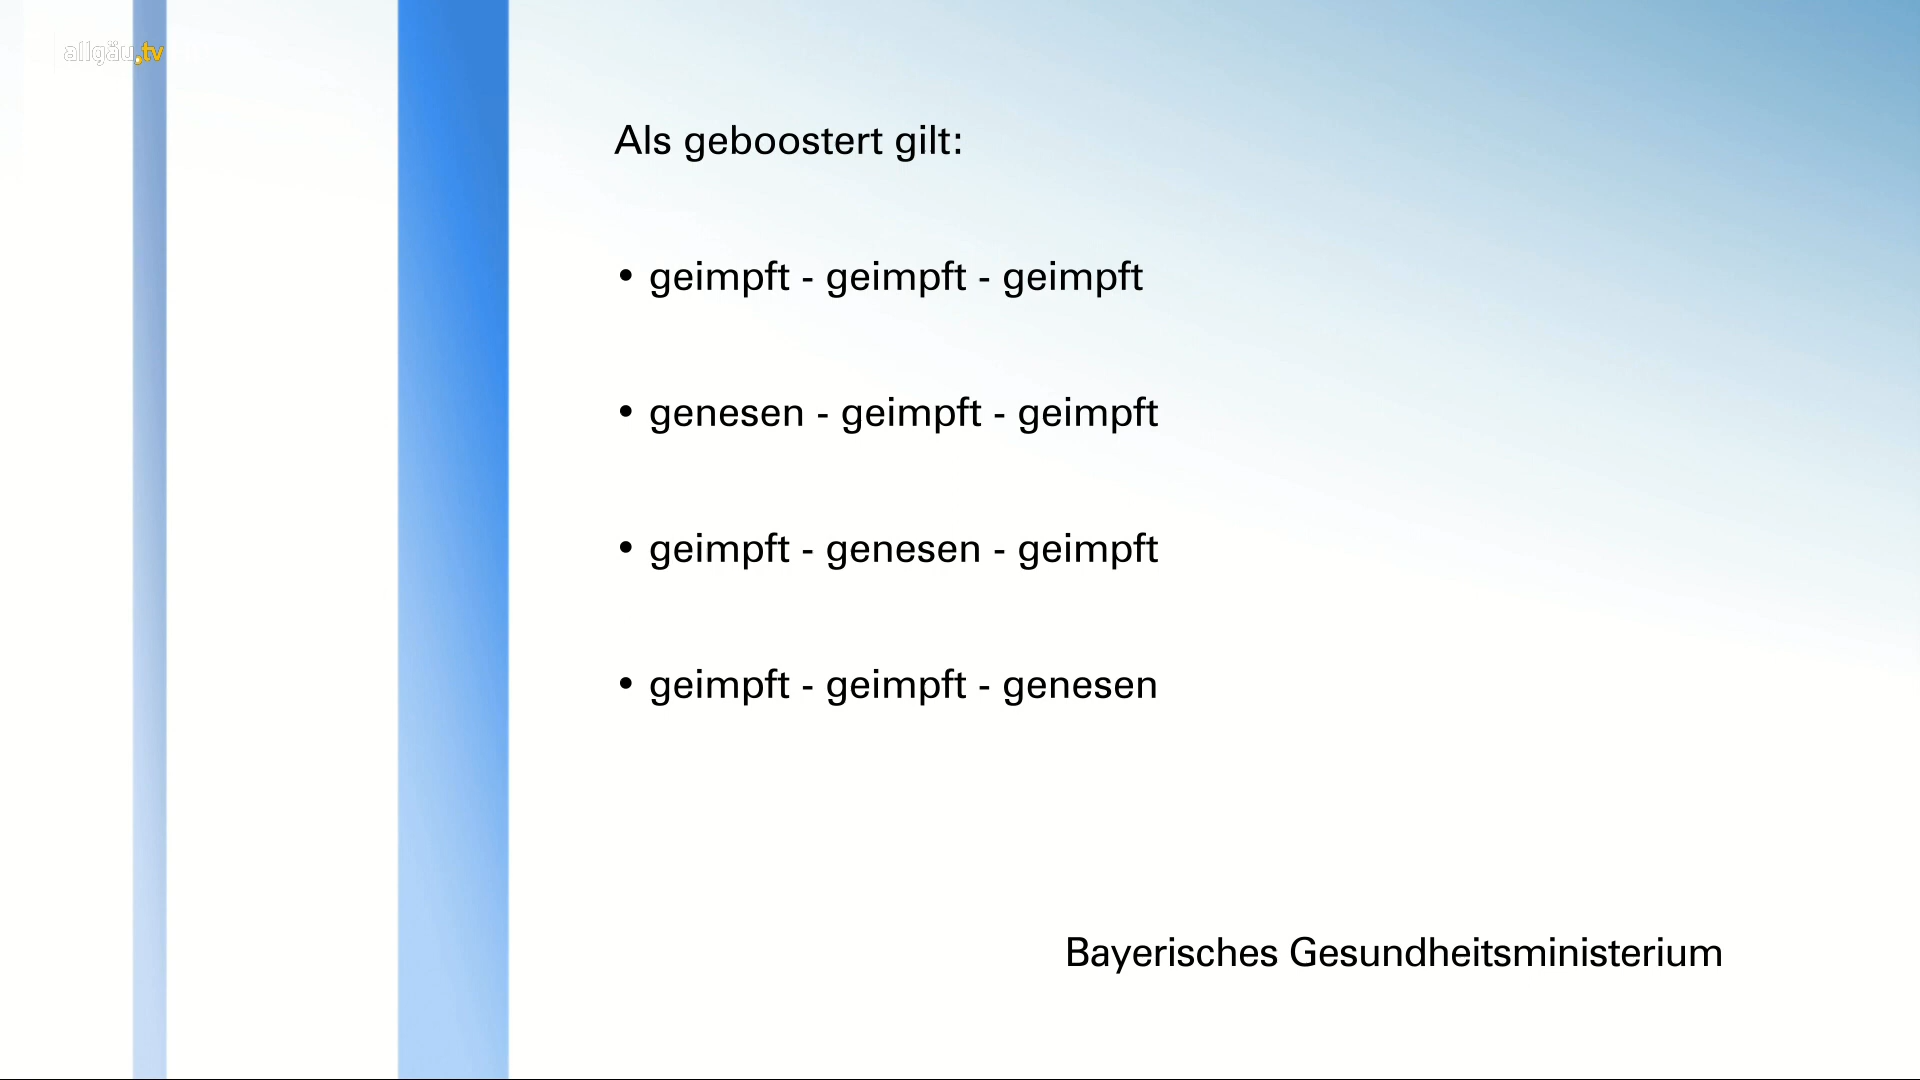 allgäu.tv
Als geboostert gilt:
• geimpft - geimpft - geimpft
• genesen - geimpft - geimpft
• geimpft - genesen - geimpft
• geimpft - geimpft - genesen
Bayerisches Gesundheitsministerium